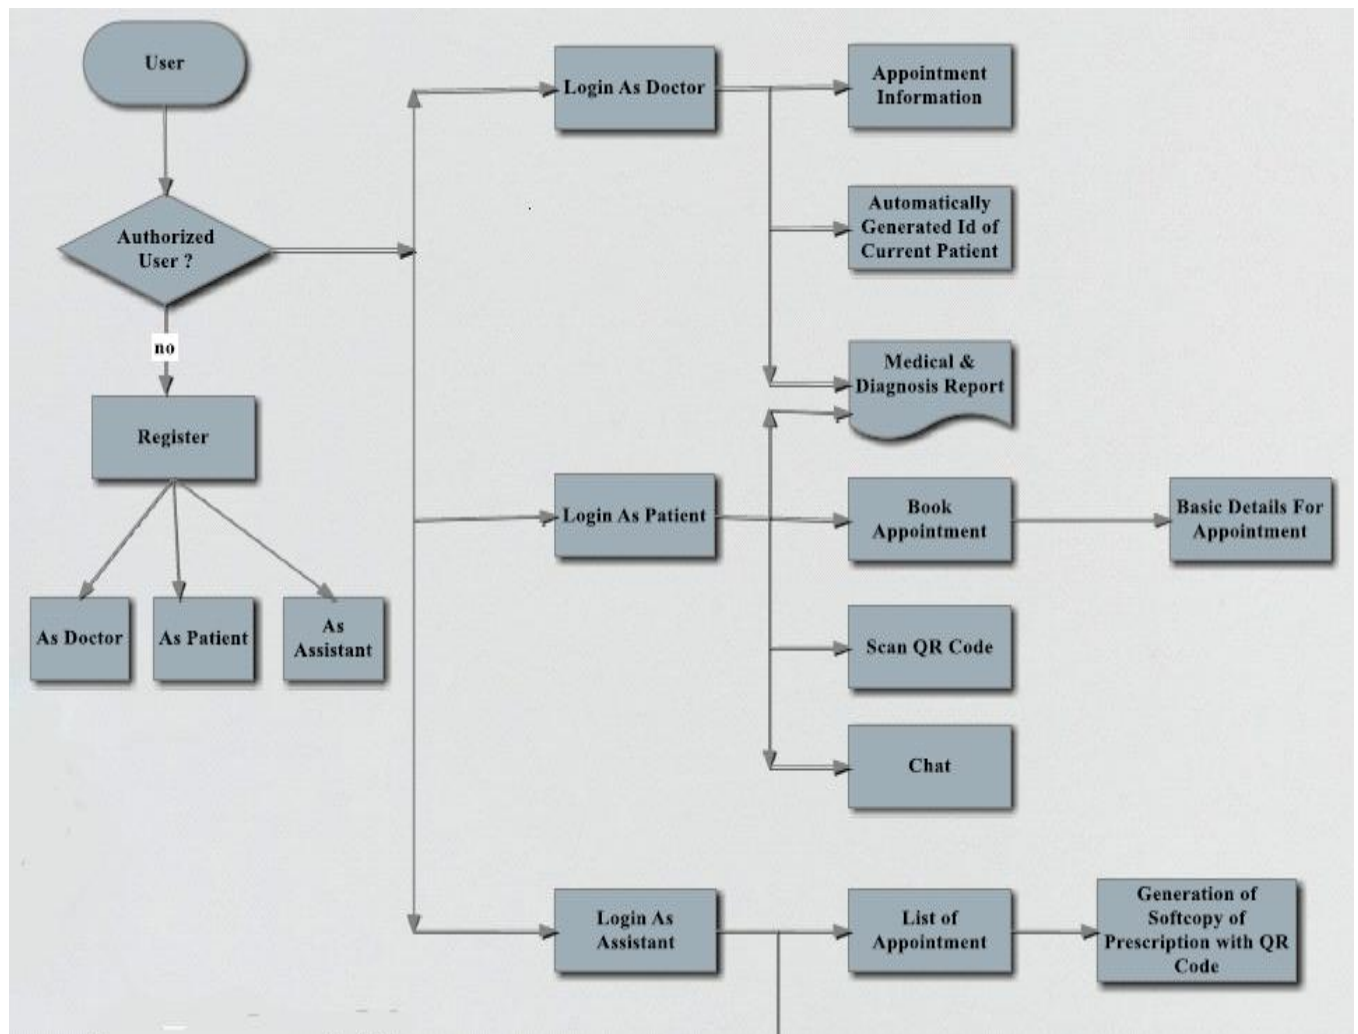 User
Authorized
User ?
no
Register
As Doctor
As Patient
As
Assistant
Login As Doctor
Appointment
Information
Automatically
Generated Id of
Current Patient
Medical &
Diagnosis Report
Login As Patient
Book
Appointment
Basic Details For
Appointment
Scan QR Code
Chat
Login As
Assistant
List of
Appointment
Generation of
Softcopy of
Prescription with QR
Code